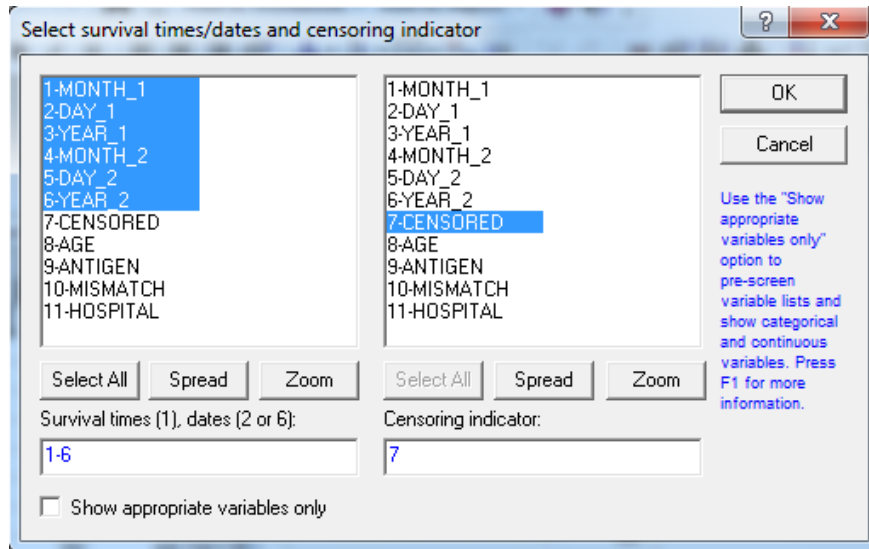 Select survival times/dates and censoring indicator
?
X
1-MONTH_1
2-DAY_1
3-YEAR_1
4-MONTH_2
5-DAY_2
6-YEAR_2
7-CENSORED
8-AGE
9-ANTIGEN
10-MISMATCH
11-HOSPITAL
Select All
Spread
Zoom
Survival times (1), dates (2 or 6):
1-6
Show appropriate variables only
1-MONTH_1
2-DAY_1
3-YEAR_1
4-MONTH_2
5-DAY_2
6-YEAR_2
7-CENSORED
8-AGE
9-ANTIGEN
10-MISMATCH
11-HOSPITAL
Select All
Spread
Zoom
Censoring indicator:
7
OK
Cancel
Use the "Show
appropriate
variables only"
option to
pre-screen
variable lists and
show categorical
and continuous
variables. Press
F1 for more
information.